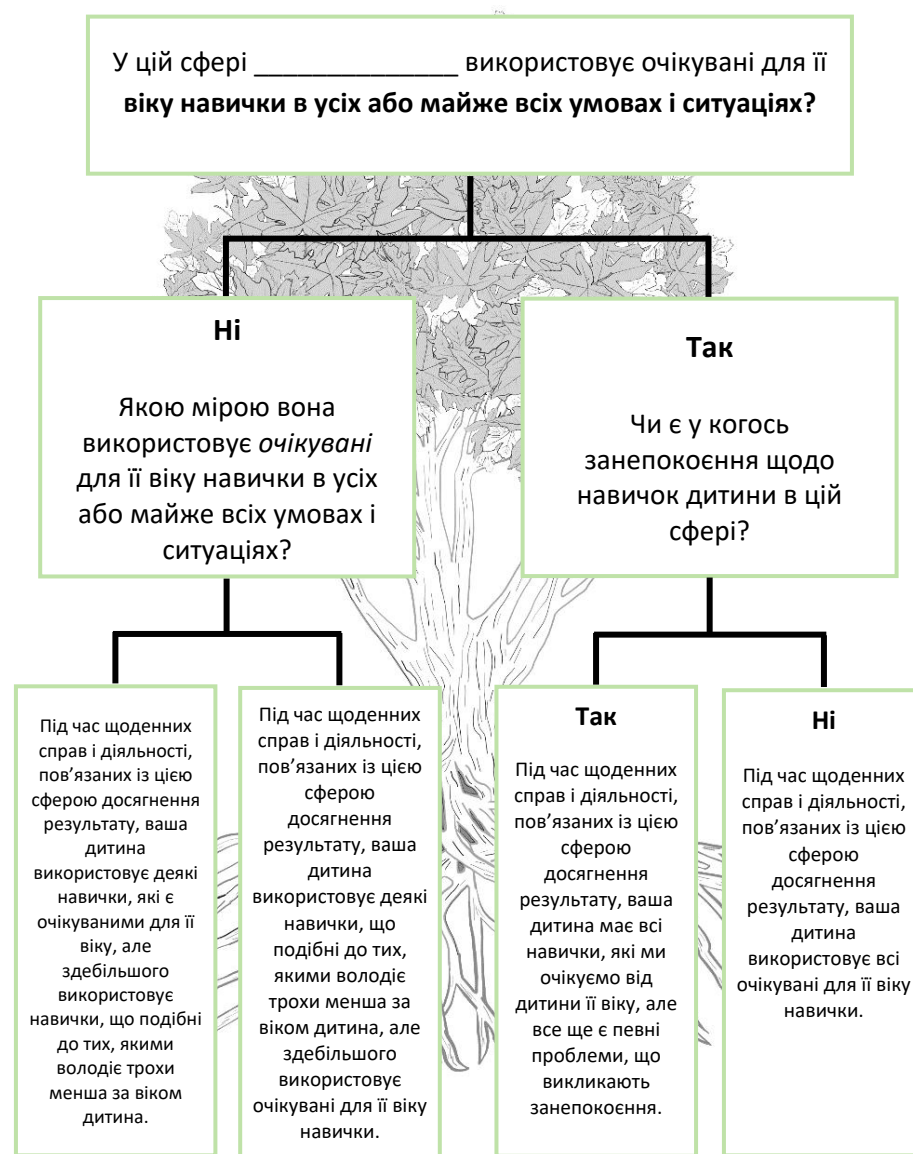 У цій сфері ______________ використовує очікувані для її
віку навички в усіх або майже всіх умовах і ситуаціях?
Ні
Якою мірою вона
використовує очікувані
для її віку навички в усіх
або майже всіх умовах і
ситуаціях?
Так
Чи є у когось
занепокоєння щодо
навичок дитини в цій
сфері?
Під час щоденних
справ і діяльності,
пов’язаних із цією
сферою досягнення
результату, ваша
дитина
використовує деякі
навички, які є
очікуваними для її
віку, але
здебільшого
використовує
навички, що подібні
до тих, якими
володіє трохи
менша за віком
дитина.
Під час щоденних
справ і діяльності,
пов’язаних із цією
сферою
досягнення
результату, ваша
дитина
використовує деякі
навички, що
подібні до тих,
якими володіє
трохи менша за
віком дитина, але
здебільшого
використовує
очікувані для її віку
навички.
Так
Під час щоденних
справ і діяльності,
пов’язаних із цією
сферою
досягнення
результату, ваша
дитина має всі
навички, які ми
очікуємо від
дитини її віку, але
все ще є певні
проблеми, що
викликають
занепокоєння.
Ні
Під час щоденних
справ і діяльності,
пов’язаних із цією
сферою
досягнення
результату, ваша
дитина
використовує всі
очікувані для її віку
навички.